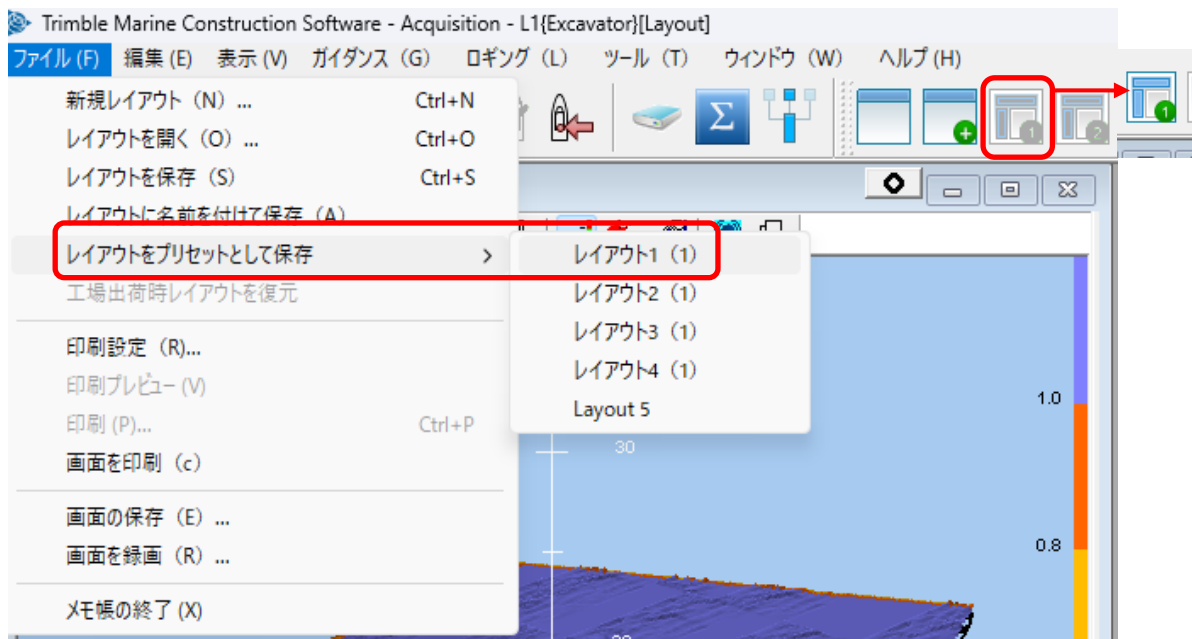 Trimble Marine Construction Software - Acquisition - L1{Excavator}[Layout]
ファイル (F) 編集 (E) 表示 (V) ガイダンス (G) ロギング (L) ツール (T) ウィンドウ (W) ヘルプ (H)
新規レイアウト (N) ... Ctrl+N
レイアウトを開く (O) ... Ctrl+O
レイアウトを保存 (S) Ctrl+S
レイアウトに名前を付けて保存 (A)
レイアウトをプリセットとして保存 >
工場出荷時レイアウトを復元
印刷設定 (R)...
印刷プレビュー (V)
印刷 (P)... Ctrl+P
画面を印刷 (c)
画面の保存 (E) ...
画面を録画 (R) ...
メモ帳の終了 (X)
レイアウト1 (1)
レイアウト2 (1)
レイアウト3 (1)
レイアウト4 (1)
Layout 5
Σ
1
2
1
30
1.0
0.8